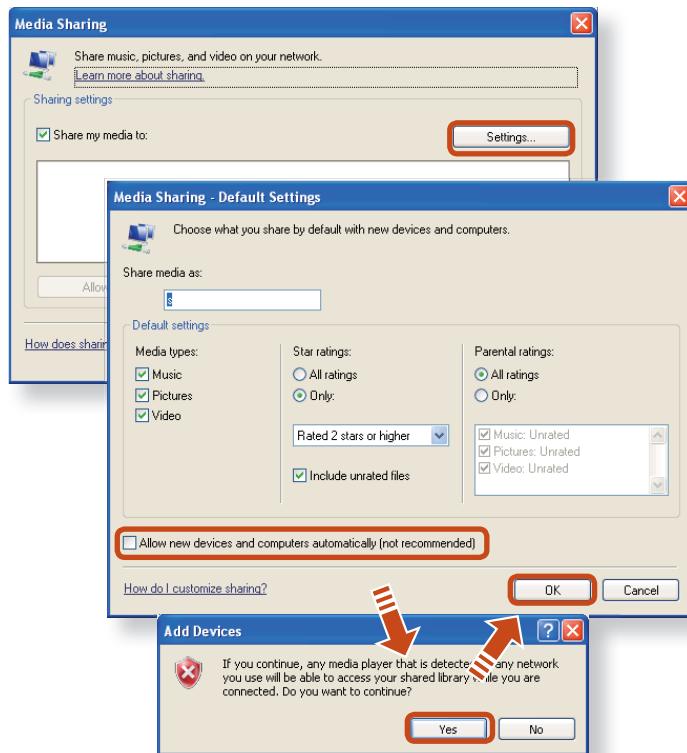 Media Sharing
Share music, pictures, and video on your network.
Learn more about sharing.
Sharing settings
Share my media to:
Settings...
How does
Media Sharing - Default Settings
Choose what you share by default with new devices and computers.
Share media as:
s
Default settings
Media types:
Music
Pictures
Video
Star ratings:
All ratings
Only:
Rated 2 stars or higher
Include unrated files
Parental ratings:
All ratings
Only:
Music: Unrated
Pictures: Unrated
Video: Unrated
Allow new devices and computers automatically (not recommended)
How do I customize sharing?
OK
Cancel
Add Devices
If you continue, any media player that is detected any network
you use will be able to access your shared library while you are
connected. Do you want to continue?
Yes
No